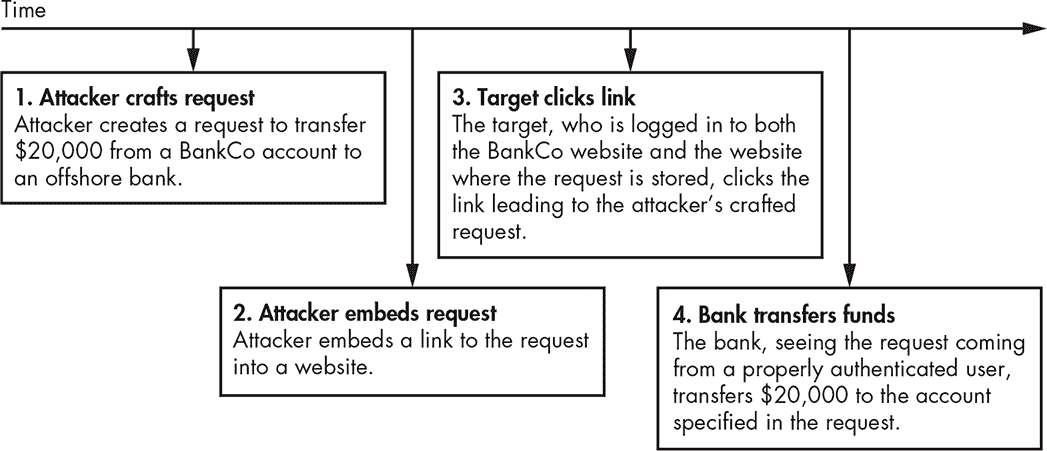 Time
1. Attacker crafts request
Attacker creates a request to transfer
$20,000 from a BankCo account to
an offshore bank.
2. Attacker embeds request
Attacker embeds a link to the request
into a website.
3. Target clicks link
The target, who is logged in to both
the BankCo website and the website
where the request is stored, clicks the
link leading to the attacker’s crafted
request.
4. Bank transfers funds
The bank, seeing the request coming
from a properly authenticated user,
transfers $20,000 to the account
specified in the request.